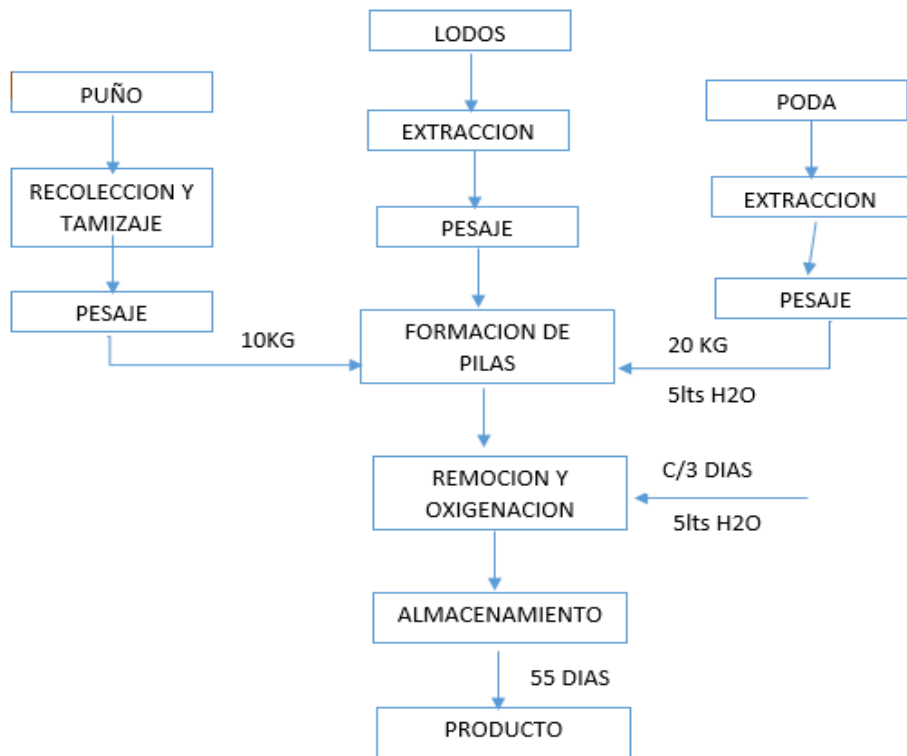 LODOS
PUÑO
PODA
EXTRACCION
RECOLECCION Y
TAMIZAJE
EXTRACCION
PESAJE
PESAJE
PESAJE
10KG
FORMACION DE
PILAS
20 KG
5lts H2O
REMOCION Y
OXIGENACION
C/3 DIAS
5lts H2O
ALMACENAMIENTO
55 DIAS
PRODUCTO